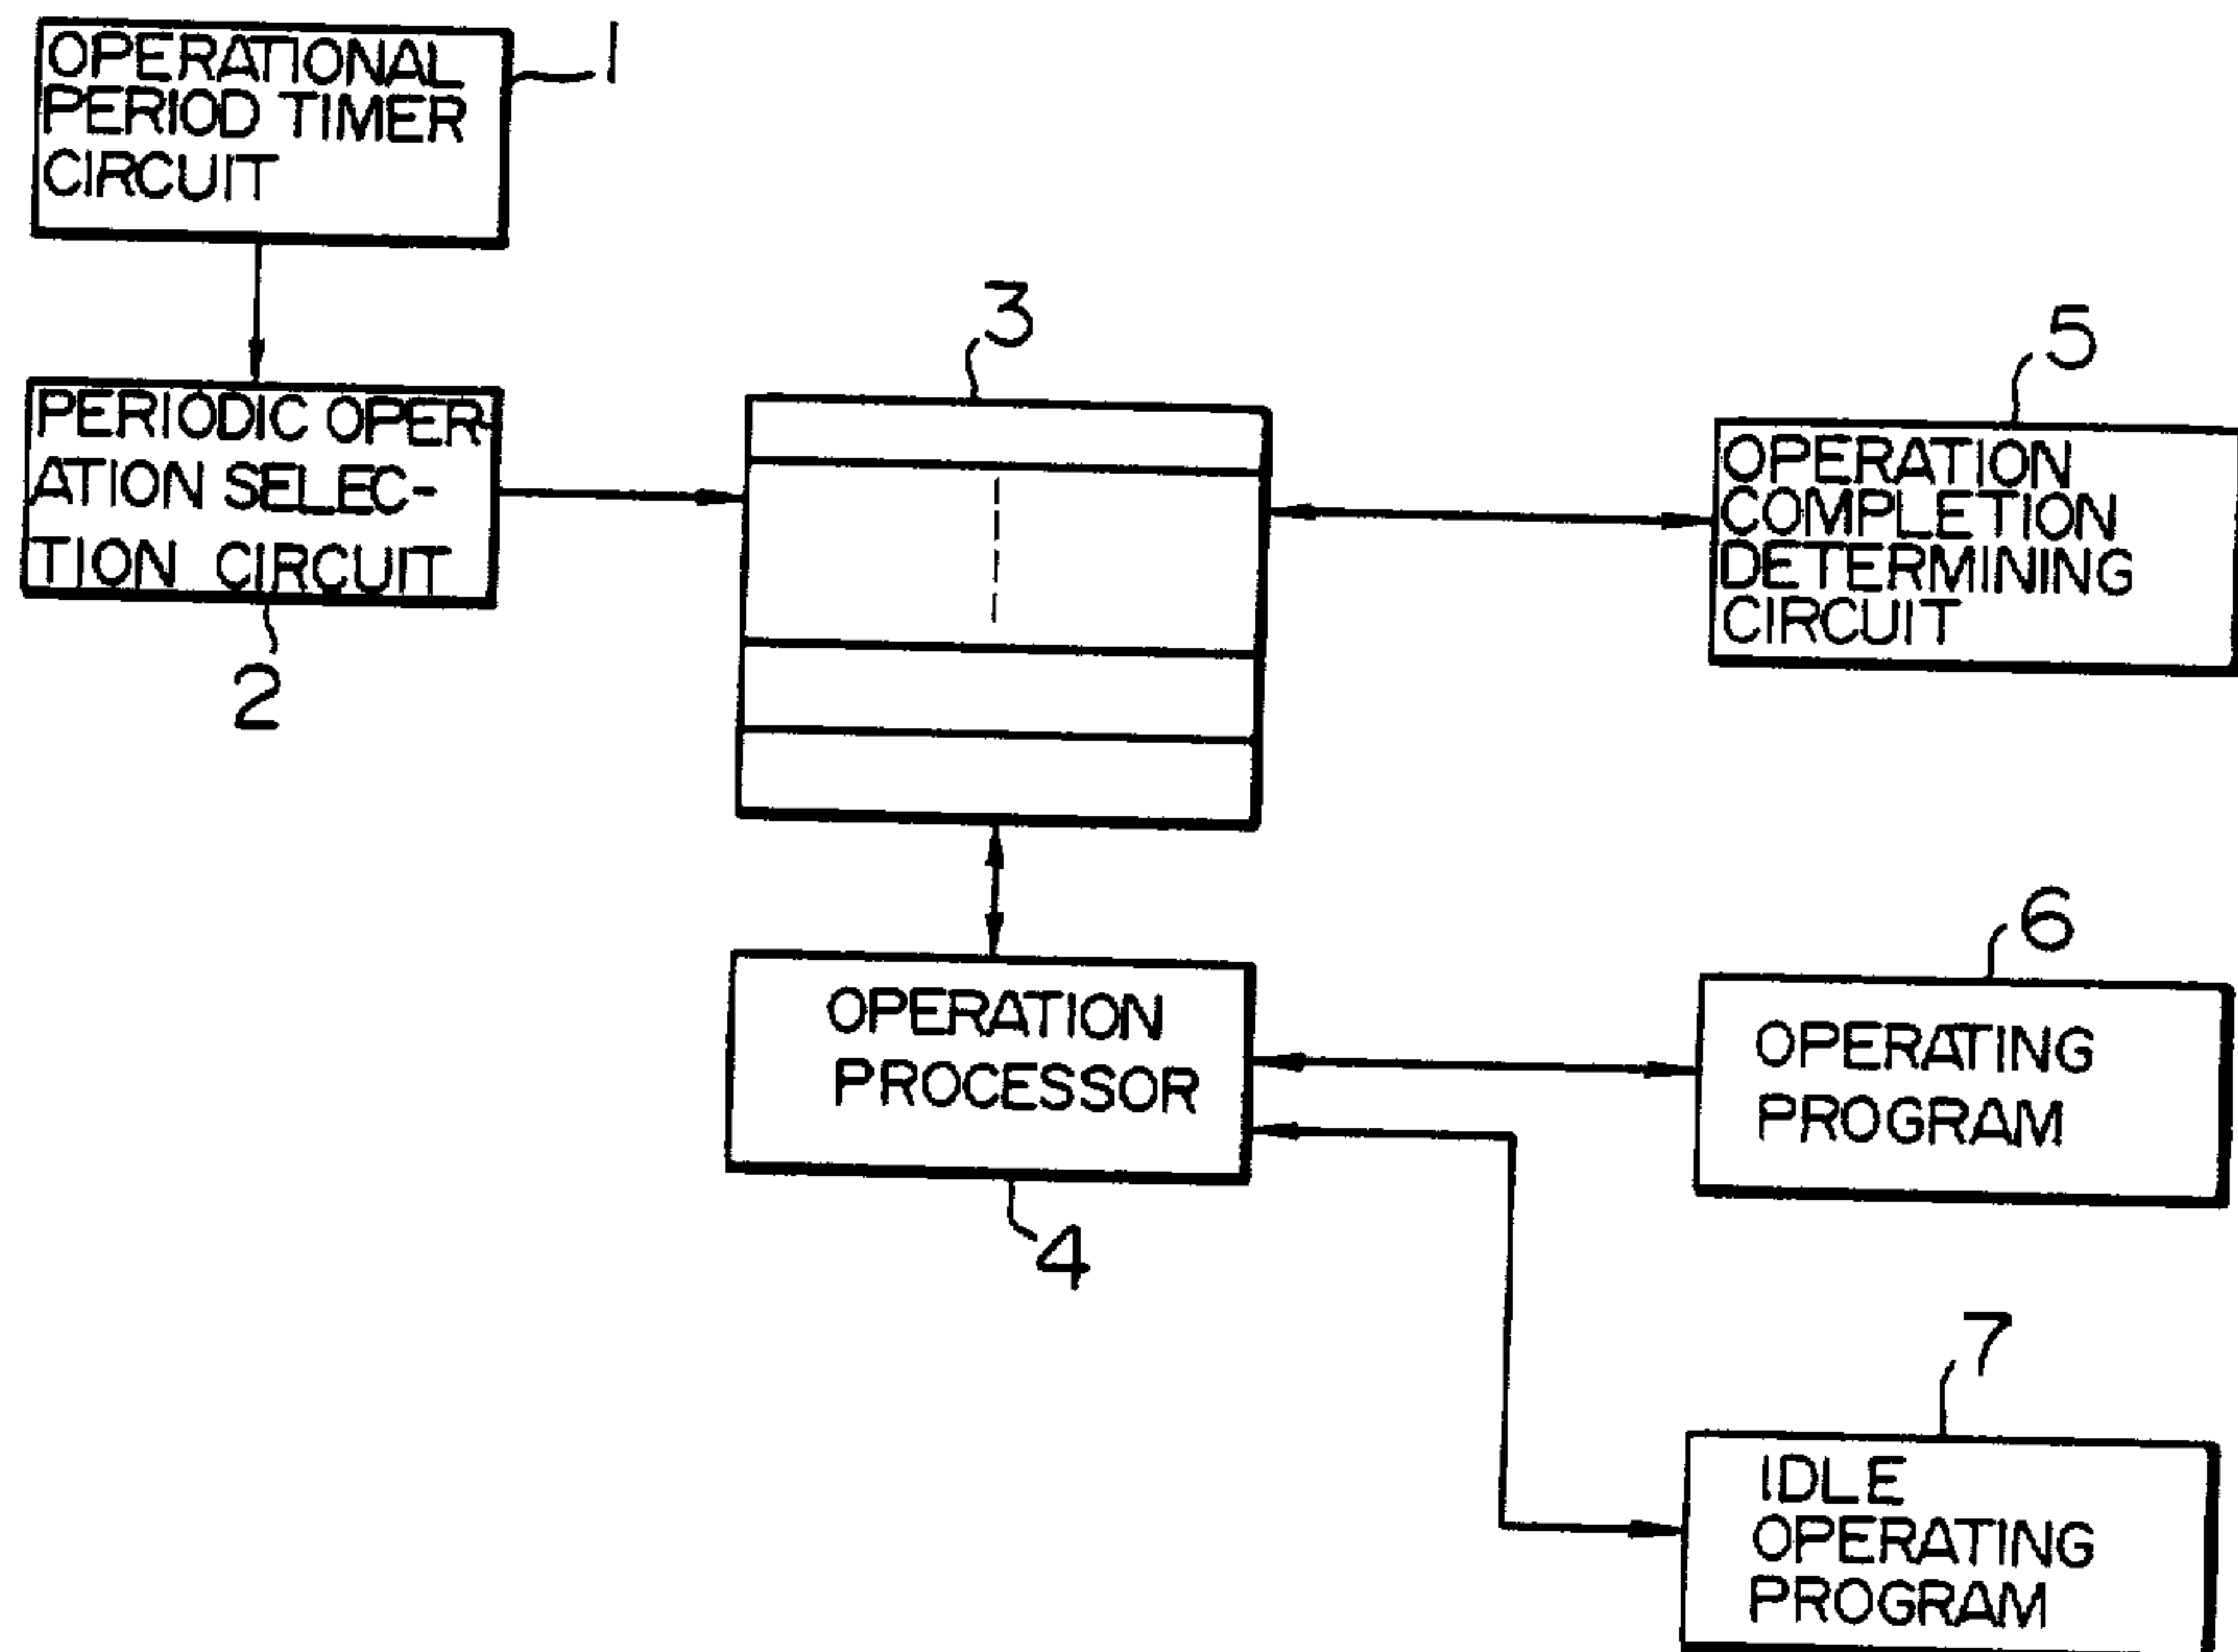 OPERATIONAL
PERIOD TIMER
CIRCUIT
1
PERIODIC OPER-
ATION SELEC-
TION CIRCUIT
2
3
5
OPERATION
COMPLETION
DETERMINING
CIRCUIT
OPERATION
PROCESSOR
4
6
OPERATING
PROGRAM
7
IDLE
OPERATING
PROGRAM